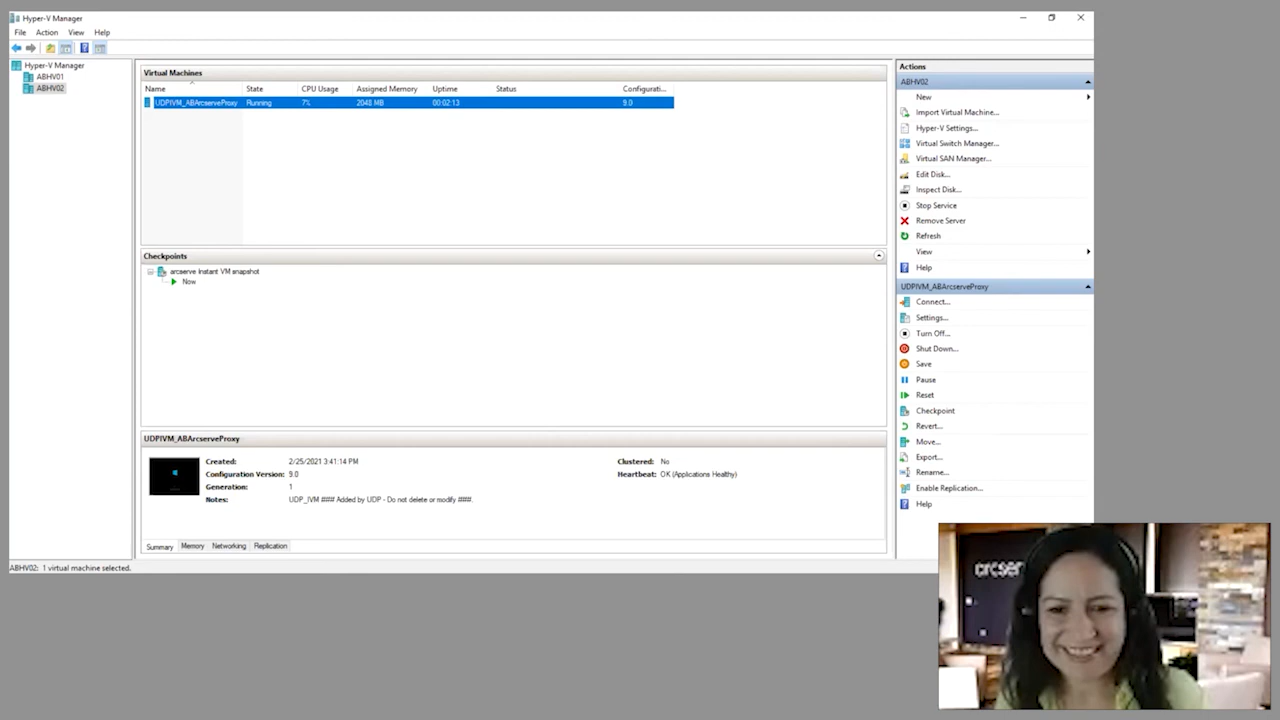 Hyper-V Manager
File Action View Help
Hyper-V Manager
ABHV01
ABHV02
Virtual Machines
Name State CPU Usage Assigned Memory Uptime Status Configurati...
UDPIVM_ABArcserveProxy Running 7% 2048 MB 00:02:13 9.0
Checkpoints
arcserve Instant VM snapshot
Now
UDPIVM_ABArcserveProxy
Created: 2/25/2021 3:41:14 PM Clustered: No
Configuration Version: 9.0 Heartbeat: OK (Applications Healthy)
Generation: 1
Notes: UDP_IVM ### Added by UDP - Do not delete or modify ###.
Summary Memory Networking Replication
Actions
ABHV02
New
Import Virtual Machine...
Hyper-V Settings...
Virtual Switch Manager...
Virtual SAN Manager...
Edit Disk...
Inspect Disk...
Stop Service
Remove Server
Refresh
View
Help
UDPIVM_ABArcserveProxy
Connect...
Settings...
Turn Off...
Shut Down...
Save
Pause
Reset
Checkpoint
Revert...
Move...
Export...
Rename...
Enable Replication...
Help
ABHV02: 1 virtual machine selected.
arcser